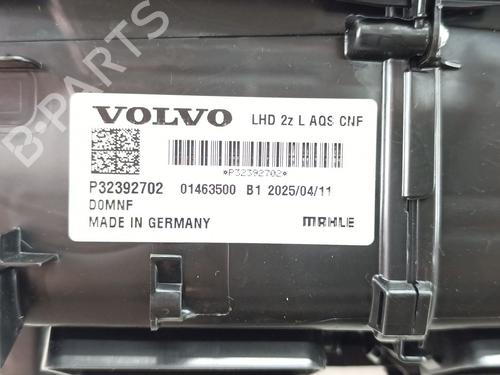 B-PARTS
VOLVO LHD 2z L AQS CNF
*P32392702*
P32392702 01463500 B1 2025/04/11
D0MNF
MADE IN GERMANY MAHLE